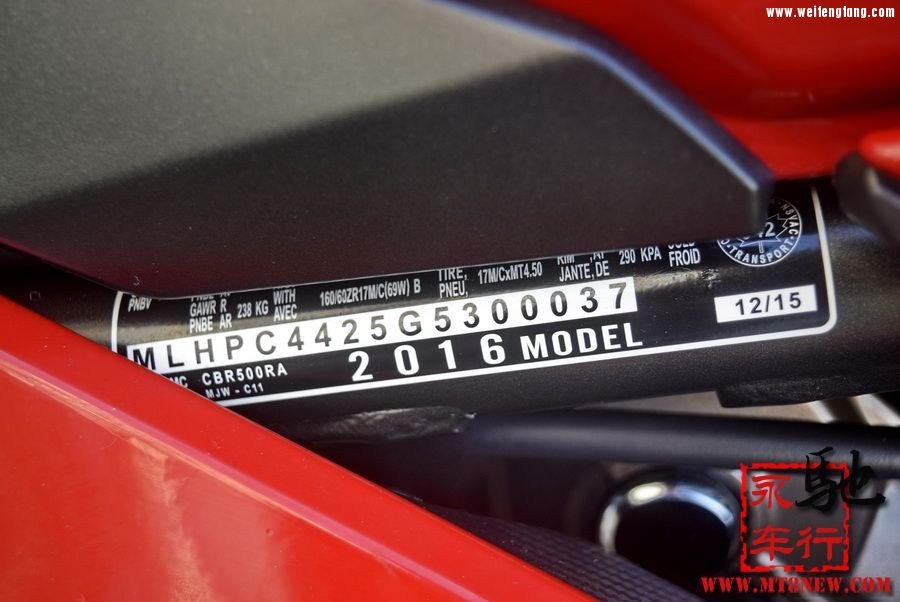 www.weifengfang.com
PNBV
GAWR R 238 KG WITH 160/60ZR17M/C(69W) B TIRE, 17M/CxMT4.50 290 KPA
PNBE AR AVEC PNEU, JANTE,DE FROID
MLHPC4425G5300037
12/15
CBR500RA 2016 MODEL
MJW - C11
驰
永
车行
WWW.MT8NEW.COM